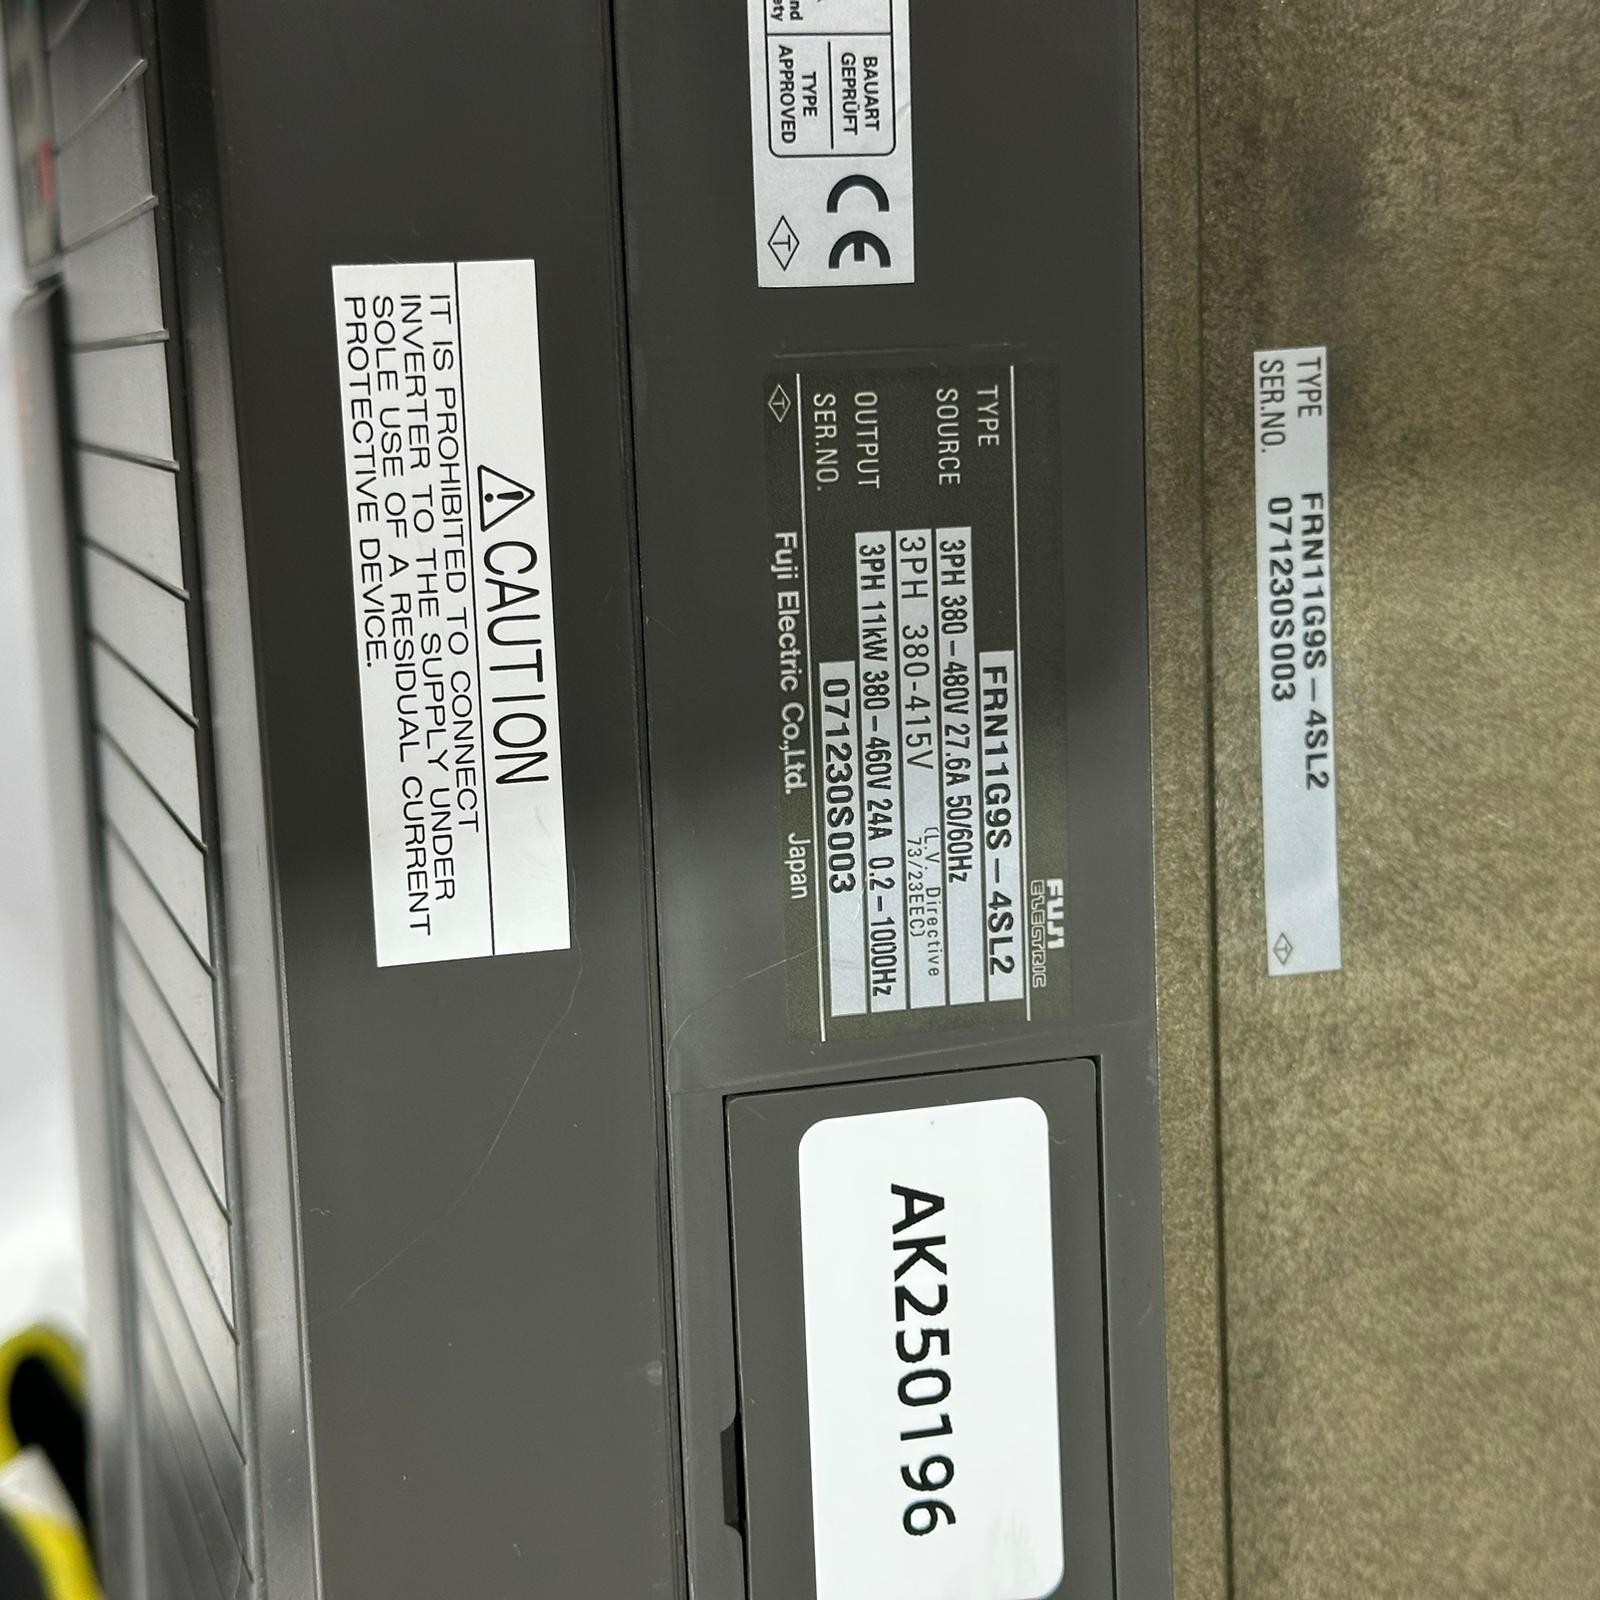 TYPE FRN11G9S-4SL2
SER.NO. 071230S003
BAUART
GEPRÜFT
TYPE
APPROVED
CE
T
FUJI
ELECTRIC
TYPE FRN11G9S-4SL2
SOURCE 3PH 380-480V 27.6A 50/60Hz
3PH 380-415V (L.V. Directive
73/23EEC)
OUTPUT 3PH 11kW 380-460V 24A 0.2-1000Hz
SER.NO. 071230S003
T Fuji Electric Co.,Ltd. Japan
AK250196
CAUTION
IT IS PROHIBITED TO CONNECT
INVERTER TO THE SUPPLY UNDER
SOLE USE OF A RESIDUAL CURRENT
PROTECTIVE DEVICE.